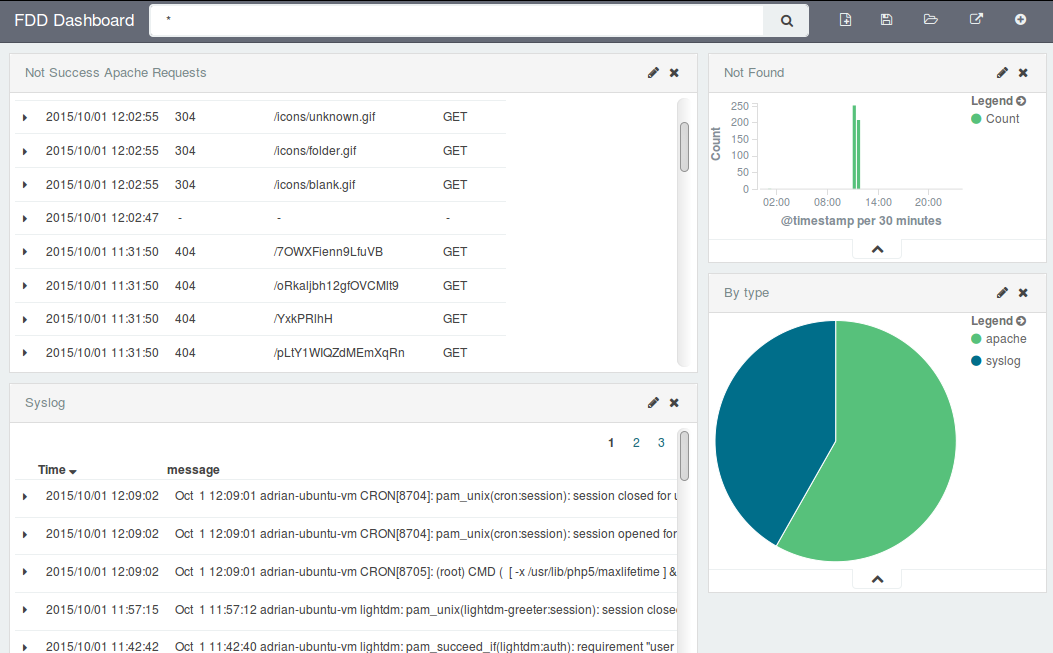 FDD Dashboard *
Not Success Apache Requests
2015/10/01 12:02:55 304 /icons/unknown.gif GET
2015/10/01 12:02:55 304 /icons/folder.gif GET
2015/10/01 12:02:55 304 /icons/blank.gif GET
2015/10/01 12:02:47 - - -
2015/10/01 11:31:50 404 /7OWXFienn9LfuVB GET
2015/10/01 11:31:50 404 /oRkaljbh12gfOVCMlt9 GET
2015/10/01 11:31:50 404 /YxkPRlhH GET
2015/10/01 11:31:50 404 /pLtY1WlQZdMEmXqRn GET
Syslog
1 2 3
Time message
2015/10/01 12:09:02 Oct 1 12:09:01 adrian-ubuntu-vm CRON[8704]: pam_unix(cron:session): session closed for u
2015/10/01 12:09:02 Oct 1 12:09:01 adrian-ubuntu-vm CRON[8704]: pam_unix(cron:session): session opened for
2015/10/01 12:09:02 Oct 1 12:09:01 adrian-ubuntu-vm CRON[8705]: (root) CMD ( [ -x /usr/lib/php5/maxlifetime ] &
2015/10/01 11:57:15 Oct 1 11:57:12 adrian-ubuntu-vm lightdm: pam_unix(lightdm-greeter:session): session close
2015/10/01 11:42:42 Oct 1 11:42:40 adrian-ubuntu-vm lightdm: pam_succeed_if(lightdm:auth): requirement "user
Not Found
Legend
Count
250
200
150
100
50
0
Count
02:00 08:00 14:00 20:00
@timestamp per 30 minutes
By type
Legend
apache
syslog